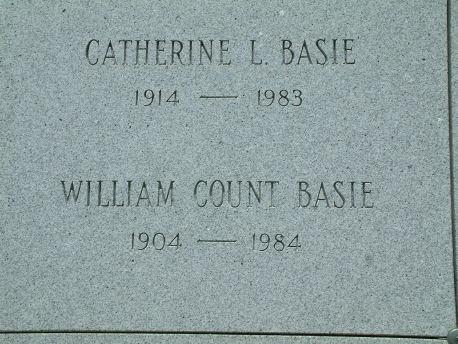 CATHERINE L. BASIE
1914 — 1983
WILLIAM COUNT BASIE
1904 — 1984